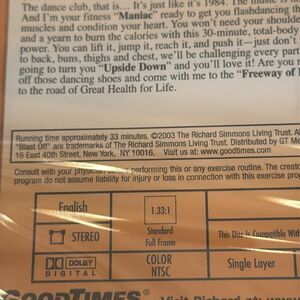 The dance club, that is... It's just like it's 1984. The music is
And I'm your fitness "Maniac" ready to get you flashdancing th
muscles and condition your heart. You won't need your shoulde
and a yearn to burn the calories with this 30-minute, total-body
power. You can lift it, jump it, reach it, and push it—just don't
to back, buns, thighs and chest, we'll be challenging every part
going to turn you "Upside Down" and you'll love it! Are you r
off those dancing shoes and come with me to the "Freeway of
to the road of Great Health for Life.
Running time approximately 33 minutes. ©2003 The Richard Simmons Living Trust. Al
"Blast Off" are trademarks of The Richard Simmons Living Trust. Distributed by GT Me
16 East 40th Street, New York, NY 10016. Visit us at: www.goodtimes.com.
Consult with your physician before performing this or any exercise routine. The creator
program do not assume liability for injury or loss in connection with this exercise prog
English
1.33:1
STEREO
Standard
Full Frame
This Disc Is Compatible With
DOLBY
DIGITAL
COLOR
NTSC
Single Layer
GOODTIMES®
Visit Richard at: www